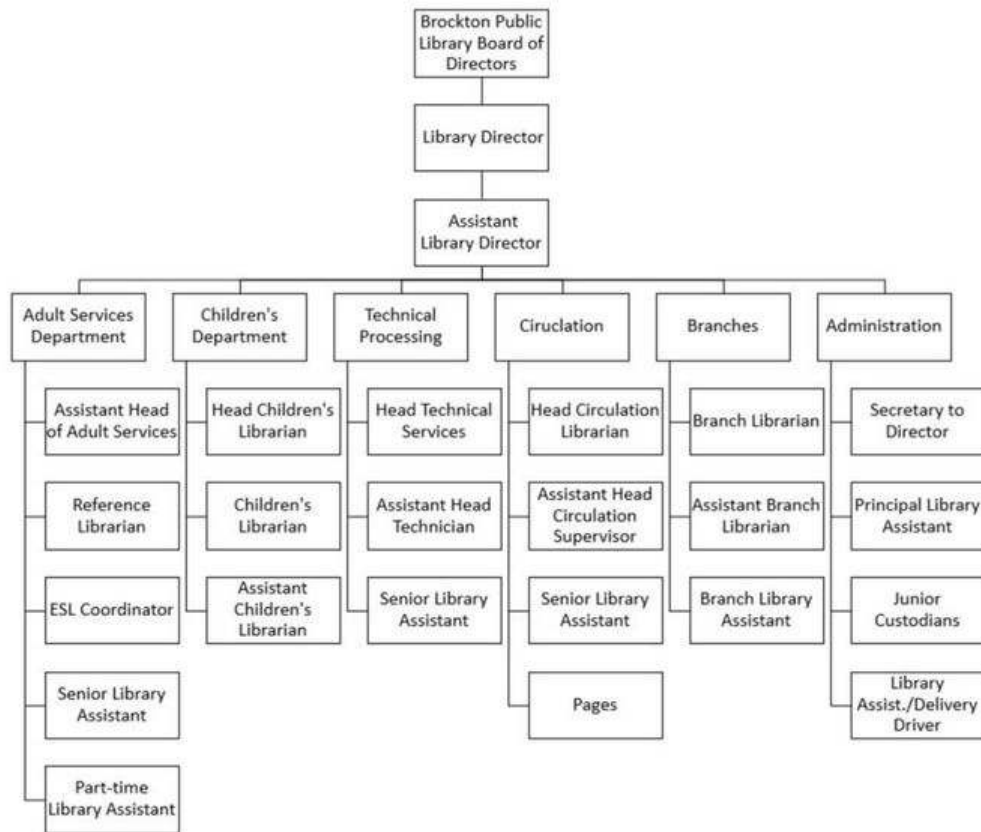 Brockton Public
Library Board of
Directors
Library Director
Assistant
Library Director
Adult Services
Department
Children's
Department
Technical
Processing
Ciruclation
Branches
Administration
Assistant Head
of Adult Services
Head Children's
Librarian
Head Technical
Services
Head Circulation
Librarian
Branch Librarian
Secretary to
Director
Reference
Librarian
Children's
Librarian
Assistant Head
Technician
Assistant Head
Circulation
Supervisor
Assistant Branch
Librarian
Principal Library
Assistant
ESL Coordinator
Assistant
Children's
Librarian
Senior Library
Assistant
Senior Library
Assistant
Branch Library
Assistant
Junior
Custodians
Senior Library
Assistant
Pages
Library
Assist./Delivery
Driver
Part-time
Library Assistant